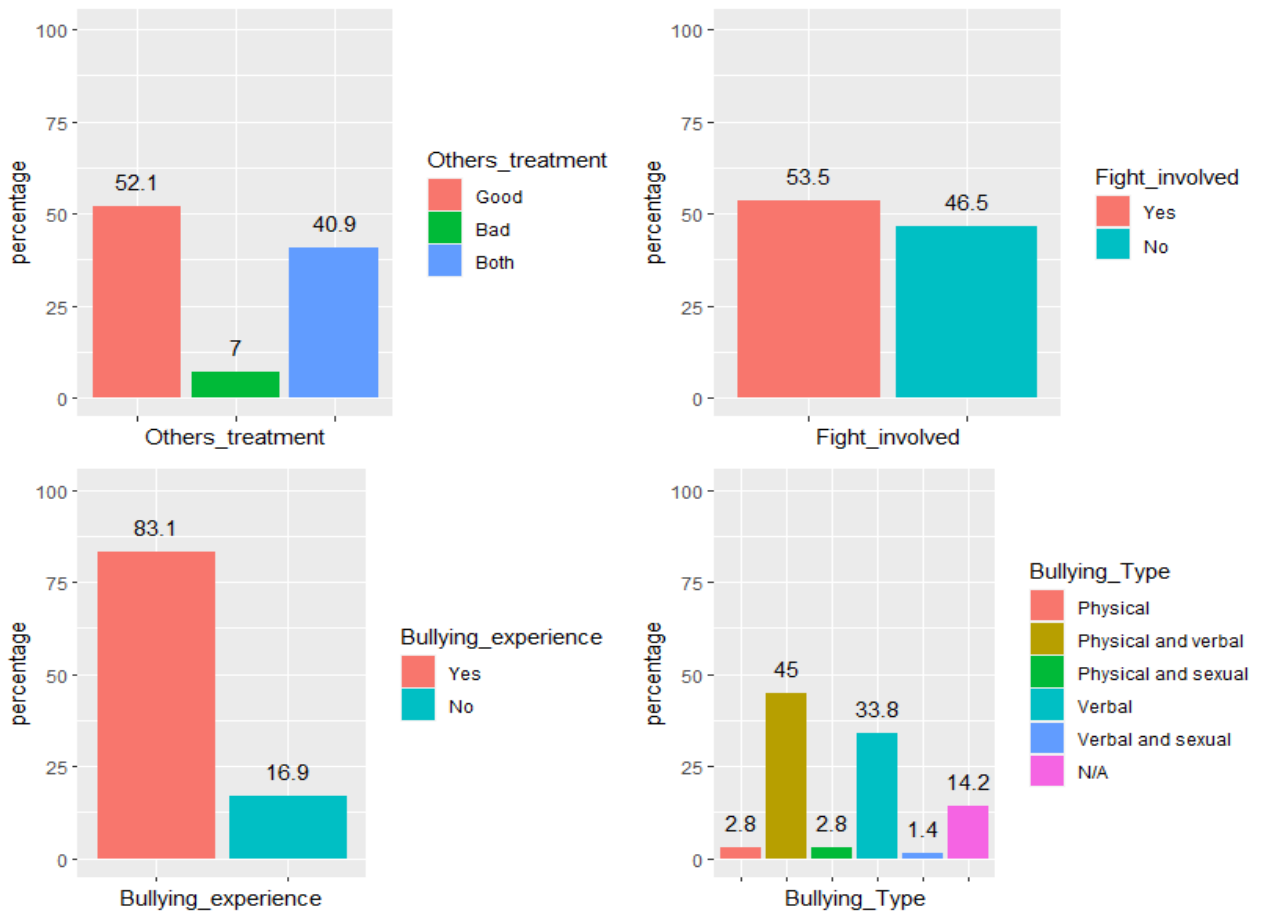 percentage
100
75
50
25
0
52.1
7
40.9
Others_treatment
Others_treatment
Good
Bad
Both
percentage
100
75
50
25
0
53.5
46.5
Fight_involved
Fight_involved
Yes
No
percentage
100
75
50
25
0
83.1
16.9
Bullying_experience
Bullying_experience
Yes
No
percentage
100
75
50
25
0
2.8
45
2.8
33.8
1.4
14.2
Bullying_Type
Bullying_Type
Physical
Physical and verbal
Physical and sexual
Verbal
Verbal and sexual
N/A